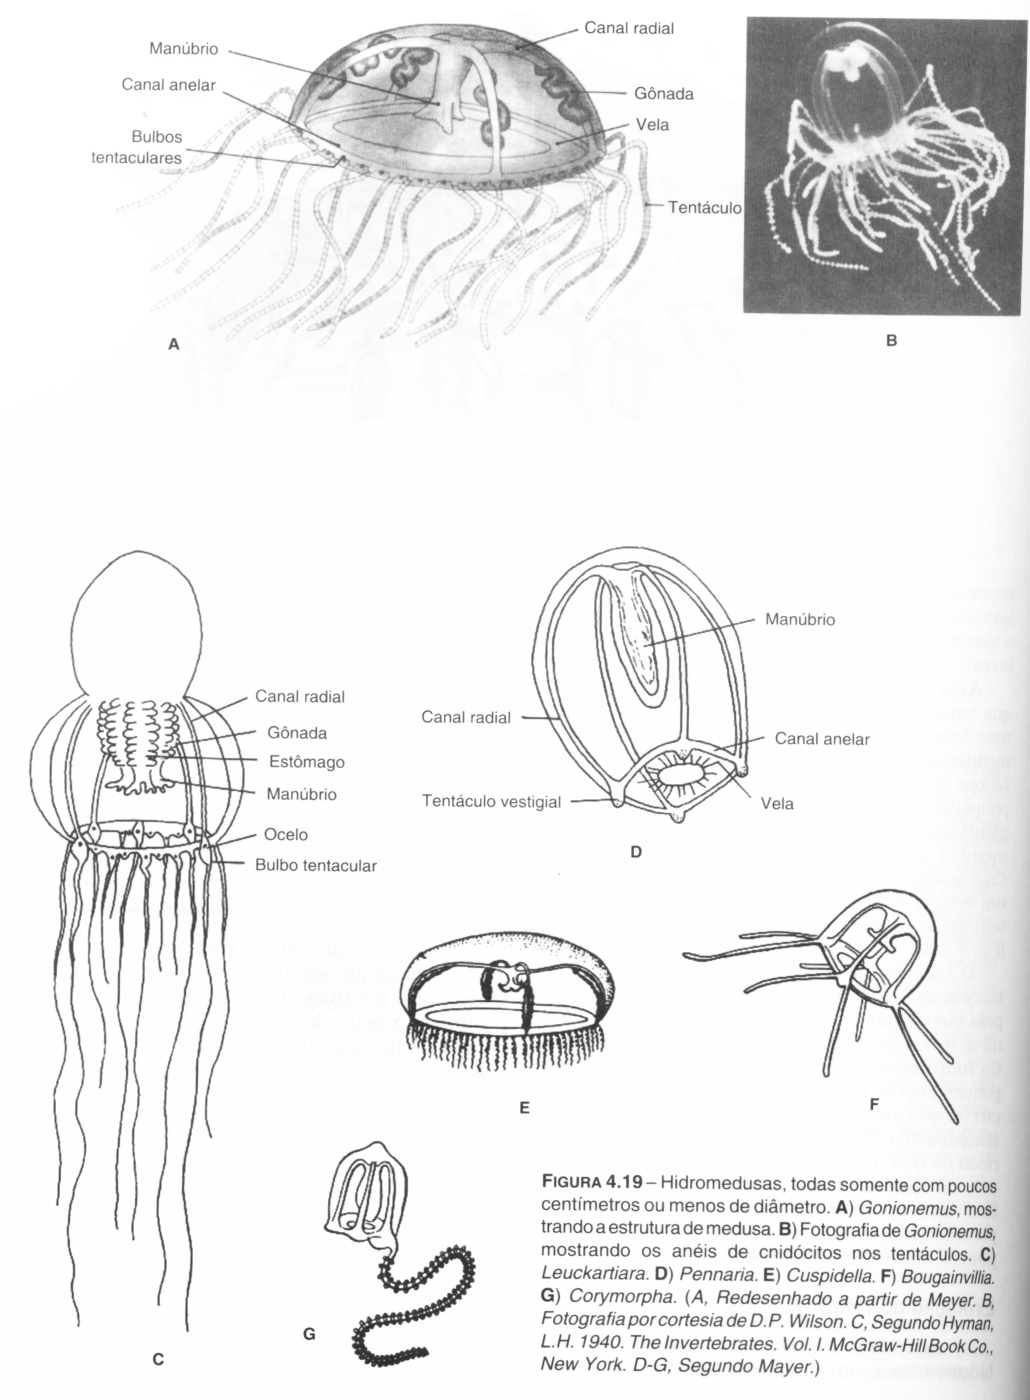 Canal radial
Manúbrio
Canal anelar
Gônada
Vela
Bulbos
tentaculares
Tentáculo
A
B
Canal radial
Gônada
Estômago
Manúbrio
Ocelo
Bulbo tentacular
C
Manúbrio
Canal radial
Canal anelar
Tentáculo vestigial
Vela
D
E
F
G
FIGURA 4.19 – Hidromedusas, todas somente com poucos
centímetros ou menos de diâmetro. A) Gonionemus, mos-
trando a estrutura de medusa. B) Fotografia de Gonionemus,
mostrando os anéis de cnidócitos nos tentáculos. C)
Leuckartiara. D) Pennaria. E) Cuspidella. F) Bougainvillia.
G) Corymorpha. (A, Redesenhado a partir de Meyer. B,
Fotografia por cortesia de D.P. Wilson. C, Segundo Hyman,
L.H. 1940. The Invertebrates. Vol. I. McGraw-Hill Book Co.,
New York. D-G, Segundo Mayer.)